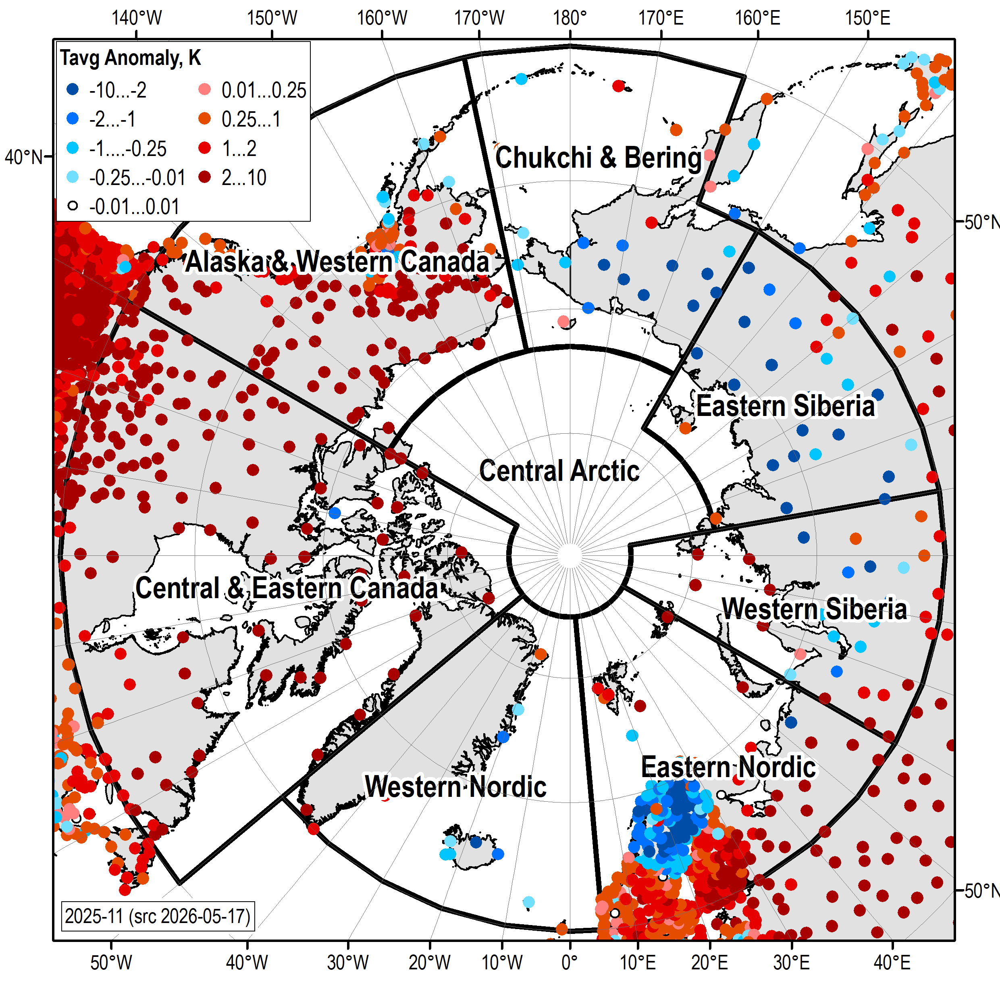 140°W 150°W 160°W 170°W 180° 170°E 160°E 150°E
Tavg Anomaly, K
-10...-2 0.01...0.25
-2...-1 0.25...1
-1....-0.25 1...2
-0.25...-0.01 2...10
-0.01...0.01
40°N
50°N
Chukchi & Bering
Alaska & Western Canada
Eastern Siberia
Central Arctic
Central & Eastern Canada
Western Siberia
Eastern Nordic
Western Nordic
50°N
2025-11 (src 2026-05-17)
50°W 40°W 30°W 20°W 10°W 0° 10°E 20°E 30°E 40°E